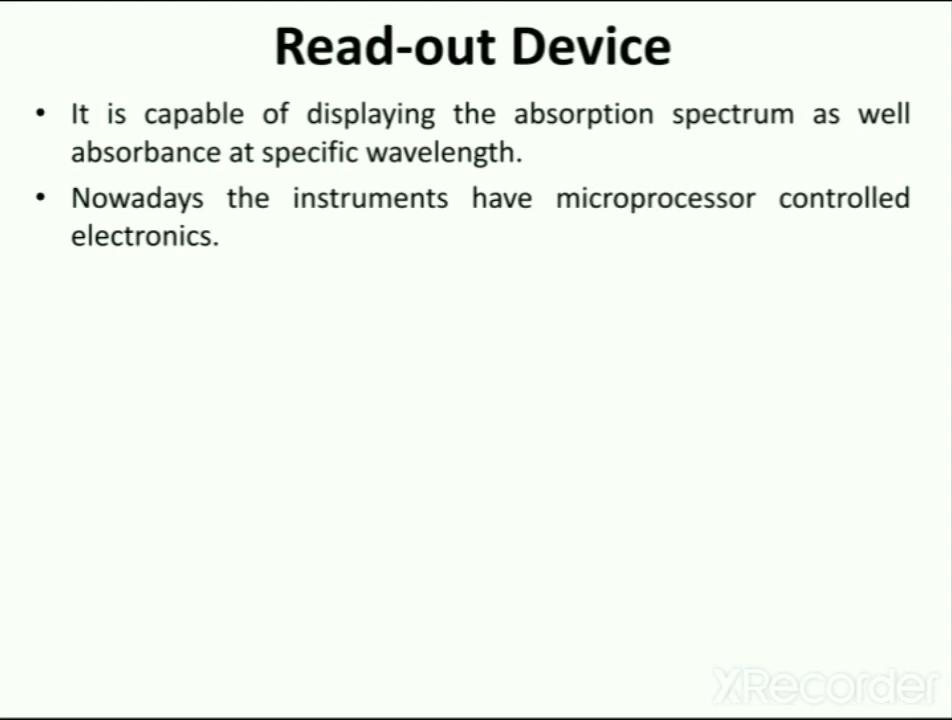 Read-out Device
• It is capable of displaying the absorption spectrum as well
absorbance at specific wavelength.
• Nowadays the instruments have microprocessor controlled
electronics.
XRecorder